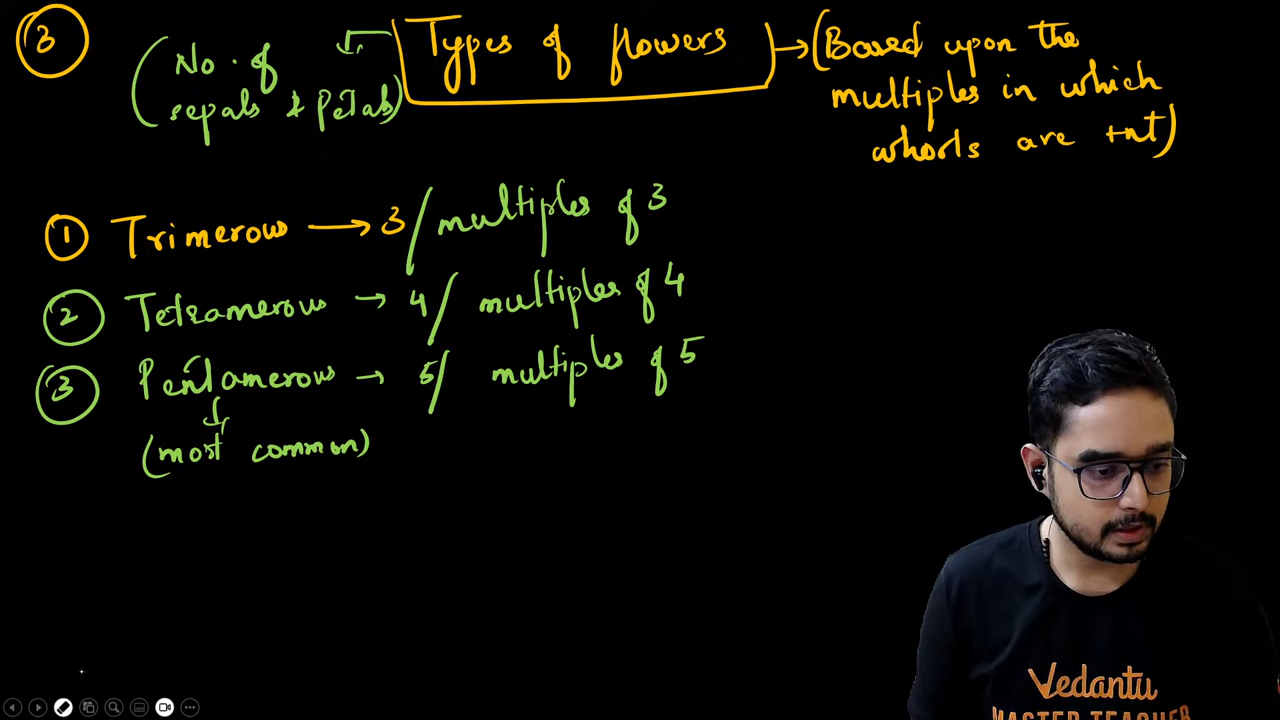 3
Types of flowers
(No. of
sepals & petals)
(Based upon the
multiples in which
whorls are +nt)
1 Trimerous → 3/multiples of 3
2 Tetramerous → 4/ multiples of 4
3 Pentamerous → 5/ multiples of 5
(most common)
Vedantu
MASTER TEACHER